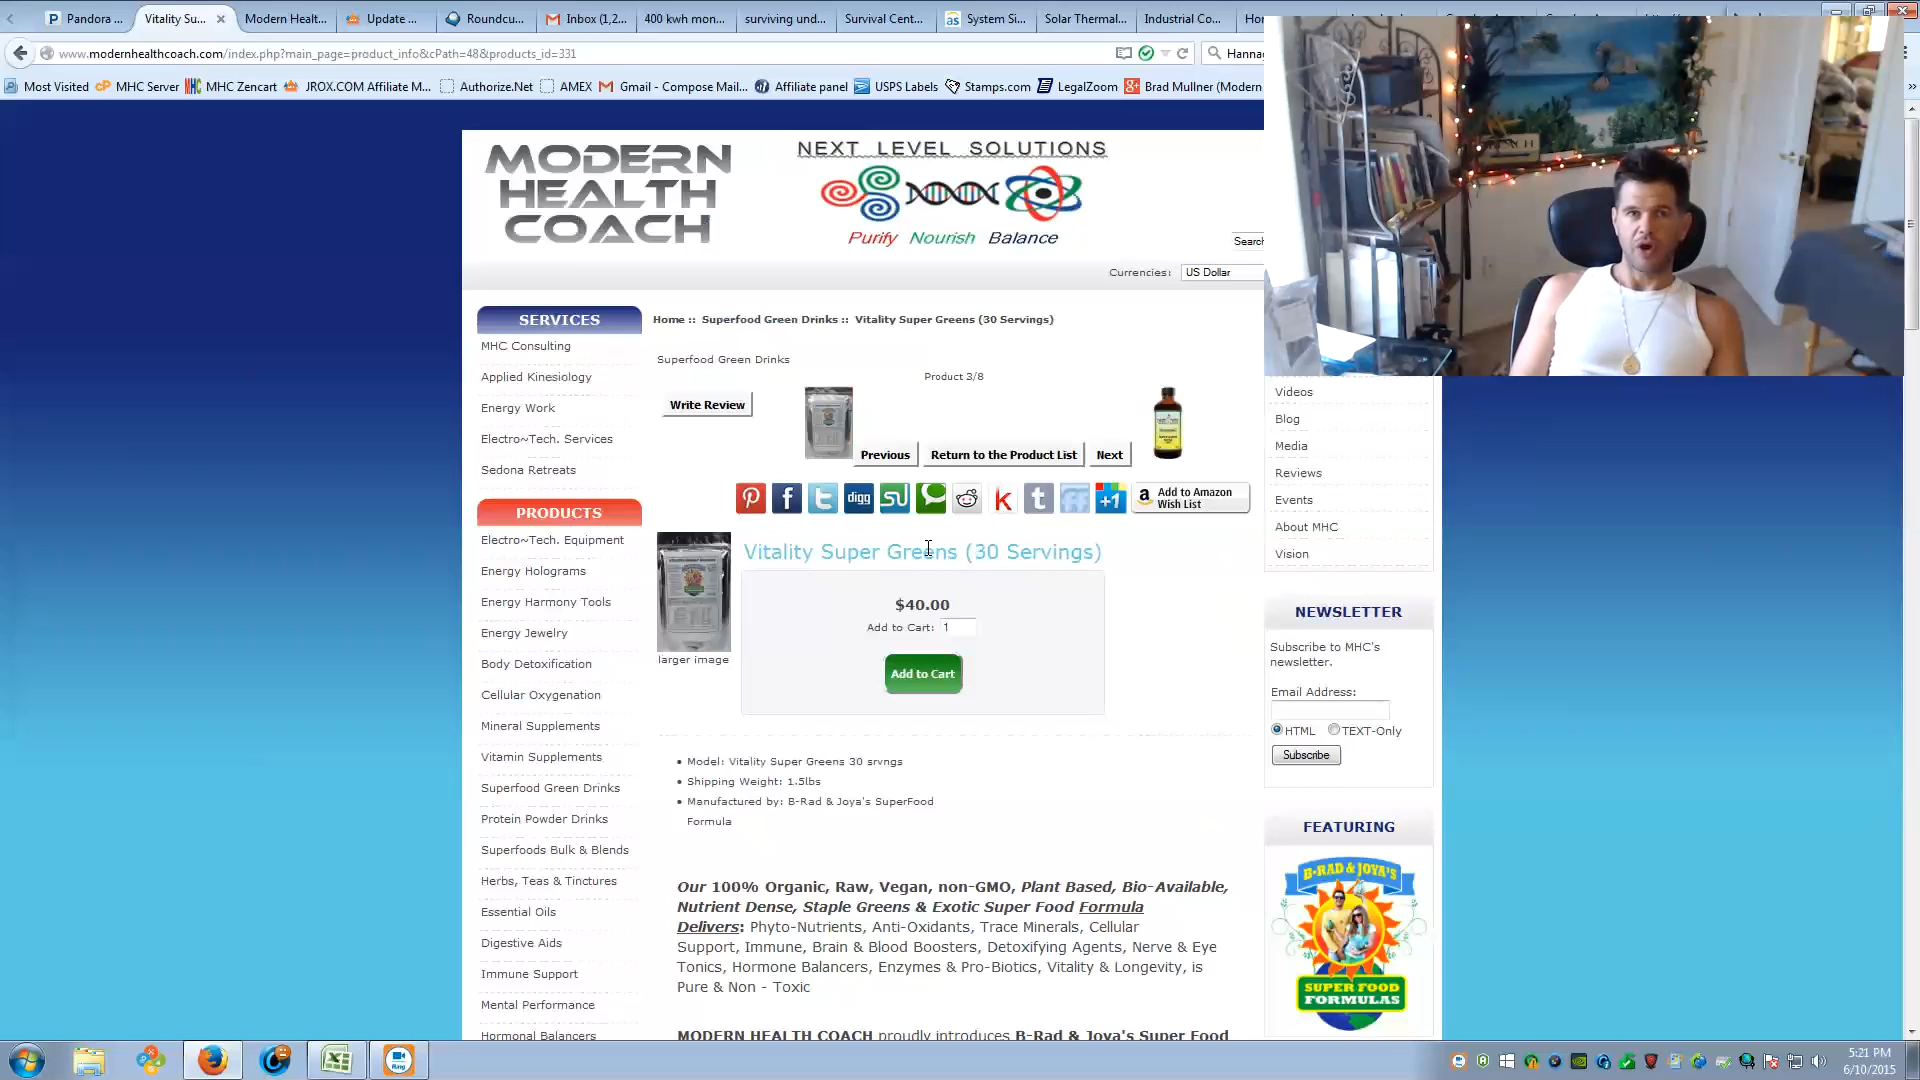 Pandora ...
Vitality Su...
Modern Healt...
Update ...
Roundcu...
Inbox (1,2...
400 kwh mon...
surviving und...
Survival Cent...
System Si...
Solar Thermal...
Industrial Co...
www.modernhealthcoach.com/index.php?main_page=product_info&cPath=48&products_id=331
Hanna
Most Visited
MHC Server
MHC Zencart
JROX.COM Affiliate M...
Authorize.Net
AMEX
Gmail - Compose Mail...
Affiliate panel
USPS Labels
Stamps.com
LegalZoom
Brad Mullner (Modern
MODERN
HEALTH
COACH
NEXT LEVEL SOLUTIONS
Purify Nourish Balance
Search
Currencies:
US Dollar
SERVICES
MHC Consulting
Applied Kinesiology
Energy Work
Electro~Tech. Services
Sedona Retreats
PRODUCTS
Electro~Tech. Equipment
Energy Holograms
Energy Harmony Tools
Energy Jewelry
Body Detoxification
Cellular Oxygenation
Mineral Supplements
Vitamin Supplements
Superfood Green Drinks
Protein Powder Drinks
Superfoods Bulk & Blends
Herbs, Teas & Tinctures
Essential Oils
Digestive Aids
Immune Support
Mental Performance
Hormonal Balancers
Home :: Superfood Green Drinks :: Vitality Super Greens (30 Servings)
Superfood Green Drinks
Product 3/8
Write Review
Previous
Return to the Product List
Next
digg
+1
Add to Amazon
Wish List
larger image
Vitality Super Greens (30 Servings)
$40.00
Add to Cart: 1
Add to Cart
Model: Vitality Super Greens 30 srvngs
Shipping Weight: 1.5lbs
Manufactured by: B-Rad & Joya's SuperFood
Formula
Our 100% Organic, Raw, Vegan, non-GMO, Plant Based, Bio-Available,
Nutrient Dense, Staple Greens & Exotic Super Food Formula
Delivers: Phyto-Nutrients, Anti-Oxidants, Trace Minerals, Cellular
Support, Immune, Brain & Blood Boosters, Detoxifying Agents, Nerve & Eye
Tonics, Hormone Balancers, Enzymes & Pro-Biotics, Vitality & Longevity, is
Pure & Non - Toxic
MODERN HEALTH COACH proudly introduces B-Rad & Joya's Super Food
Videos
Blog
Media
Reviews
Events
About MHC
Vision
NEWSLETTER
Subscribe to MHC's
newsletter.
Email Address:
HTML
TEXT-Only
Subscribe
FEATURING
B-RAD & JOYA'S
SUPER FOOD
FORMULAS
5:21 PM
6/10/2015